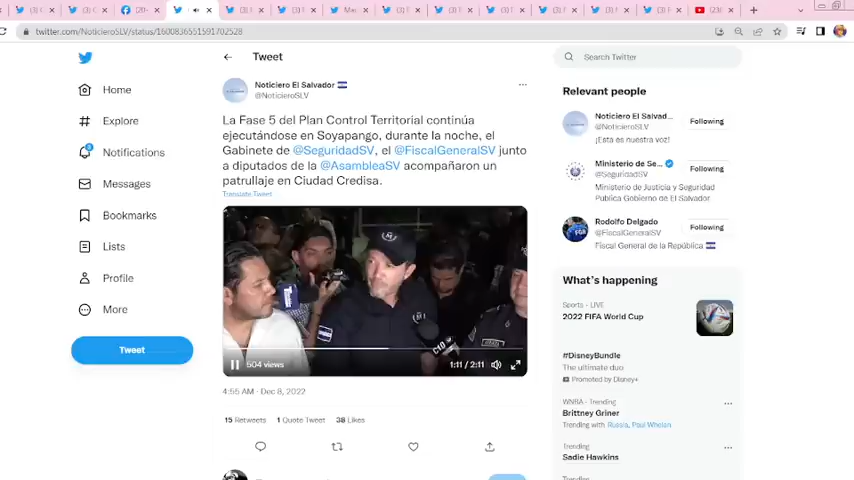 twitter.com/NoticieroSLV/status/1600836551591702528
Home
Explore
Notifications
Messages
Bookmarks
Lists
Profile
More
Tweet
Tweet
Noticiero El Salvador
@NoticieroSLV
La Fase 5 del Plan Control Territorial continúa
ejecutándose en Soyapango, durante la noche, el
Gabinete de @SeguridadSV, el @FiscalGeneralSV junto
a diputados de la @AsambleaSV acompañaron un
patrullaje en Ciudad Credisa.
Translate Tweet
C10
504 views
1:11 / 2:11
4:55 AM · Dec 8, 2022
15 Retweets 1 Quote Tweet 38 Likes
Search Twitter
Relevant people
Noticiero El Salvad...
@NoticieroSLV
Following
¡Esta es nuestra voz!
Ministerio de Se...
@SeguridadSV
Following
Ministerio de Justicia y Seguridad
Publica Gobierno de El Salvador
Rodolfo Delgado
@FiscalGeneralSV
Following
Fiscal General de la República
What's happening
Sports · LIVE
2022 FIFA World Cup
#DisneyBundle
The ultimate duo
Promoted by Disney+
WNBA · Trending
Brittney Griner
Trending with Russia, Paul Whelan
Trending
Sadie Hawkins